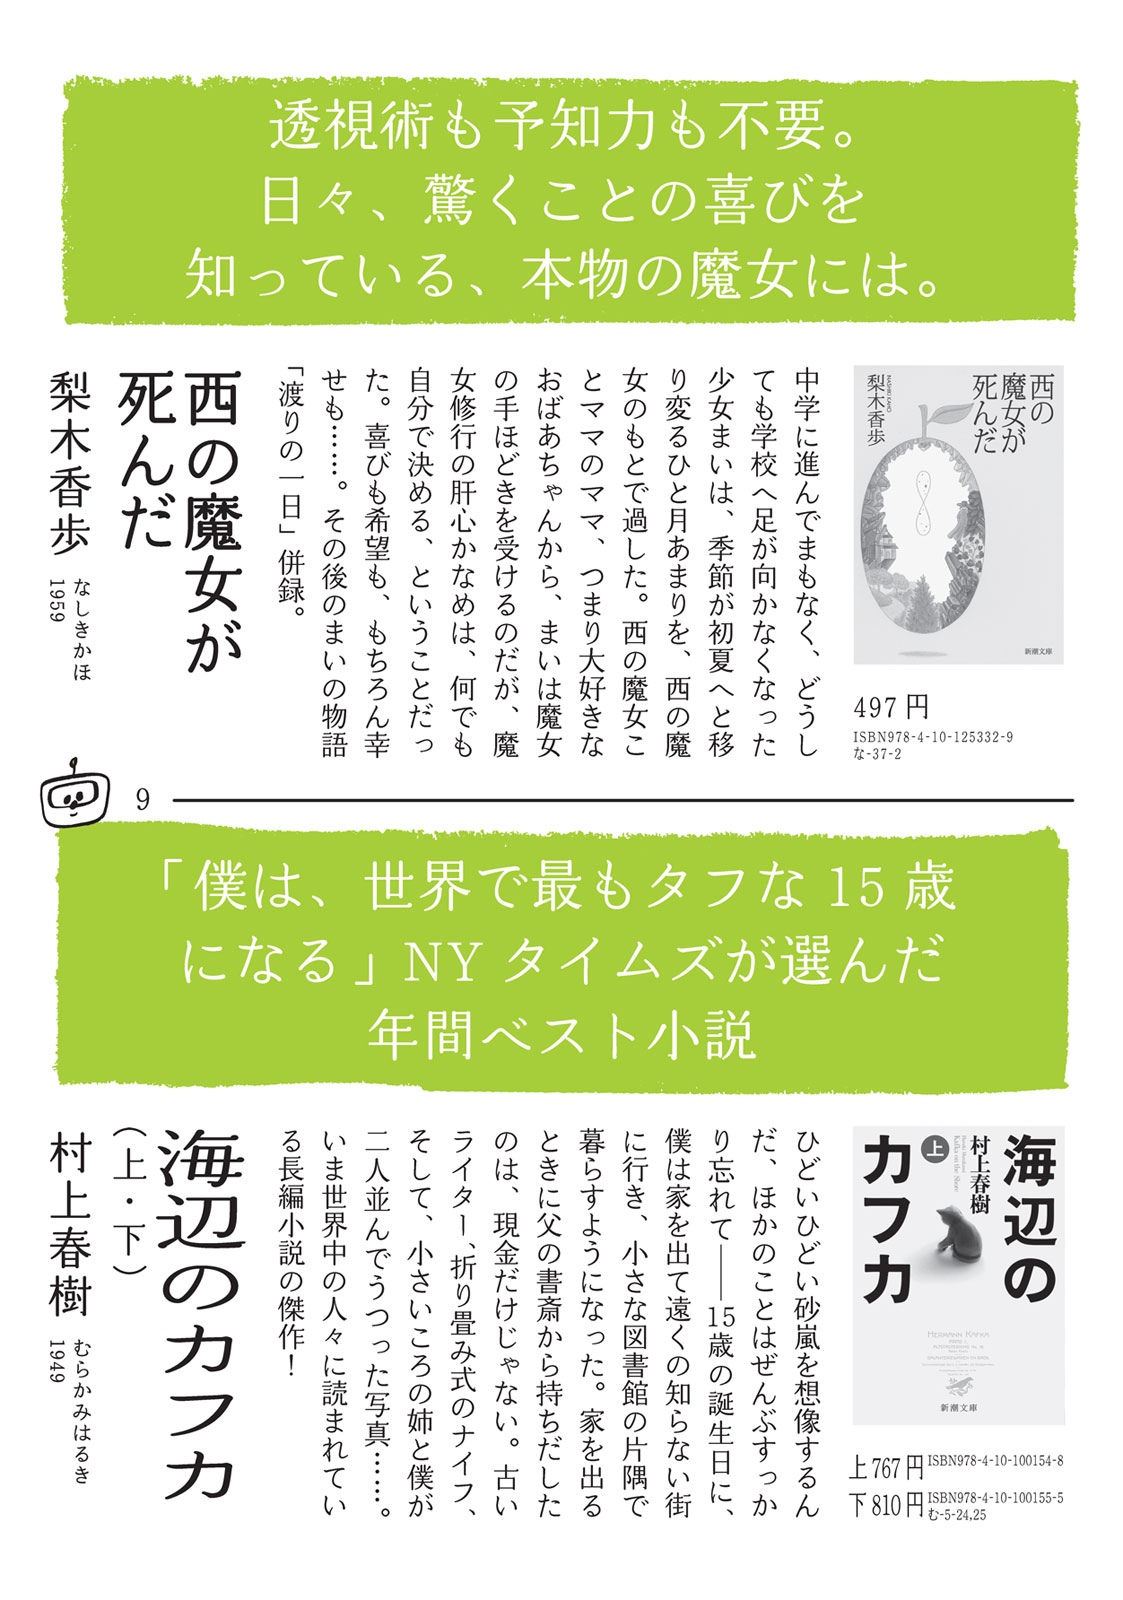 透視術も予知力も不要。
日々、驚くことの喜びを
知っている、本物の魔女には。
西の
魔女が
死んだ
梨木香歩
NASHIKI KAHO
新潮文庫
497 円
ISBN978-4-10-125332-9
な-37-2
中学に進んでまもなく、どうし
ても学校へ足が向かなくなった
少女まいは、季節が初夏へと移
り変るひと月あまりを、西の魔
女のもとで過した。西の魔女こ
とママのママ、つまり大好きな
おばあちゃんから、まいは魔女
の手ほどきを受けるのだが、魔
女修行の肝心かなめは、何でも
自分で決める、ということだっ
た。喜びも希望も、もちろん幸
せも……。その後のまいの物語
「渡りの一日」併録。
西の魔女が
死んだ
梨木香歩
なしきかほ
1959
9
「僕は、世界で最もタフな 15 歳
になる」NY タイムズが選んだ
年間ベスト小説
海辺の
カフカ
村上春樹
上
Haruki Murakami
Kafka on the Shore
HERMANN KAFKA
新潮文庫
上 767 円 ISBN978-4-10-100154-8
下 810 円 ISBN978-4-10-100155-5
む-5-24,25
ひどいひどい砂嵐を想像するん
だ、ほかのことはぜんぶすっか
り忘れて――15歳の誕生日に、
僕は家を出て遠くの知らない街
に行き、小さな図書館の片隅で
暮らすようになった。家を出る
ときに父の書斎から持ちだした
のは、現金だけじゃない。古い
ライター、折り畳み式のナイフ、
そして、小さいころの姉と僕が
二人並んでうつった写真……。
いま世界中の人々に読まれてい
る長編小説の傑作！
海辺のカフカ
（上・下）
村上春樹
むらかみはるき
1949